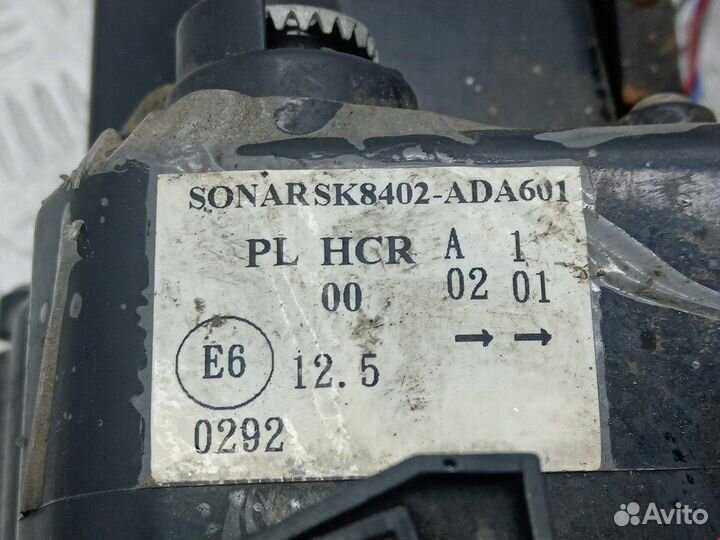 SONARSK8402-ADA601
PL HCR A 1
00 02 01
→ →
E6 12.5
0292
Avito